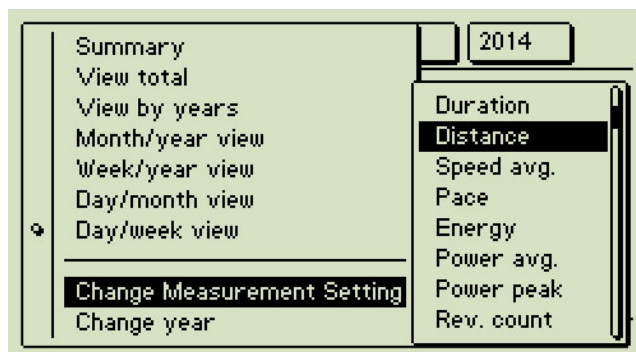 2014
Summary
View total
View by years
Month/year view
Week/year view
Day/month view
Day/week view
Change Measurement Setting
Change year
Duration
Distance
Speed avg.
Pace
Energy
Power avg.
Power peak
Rev. count